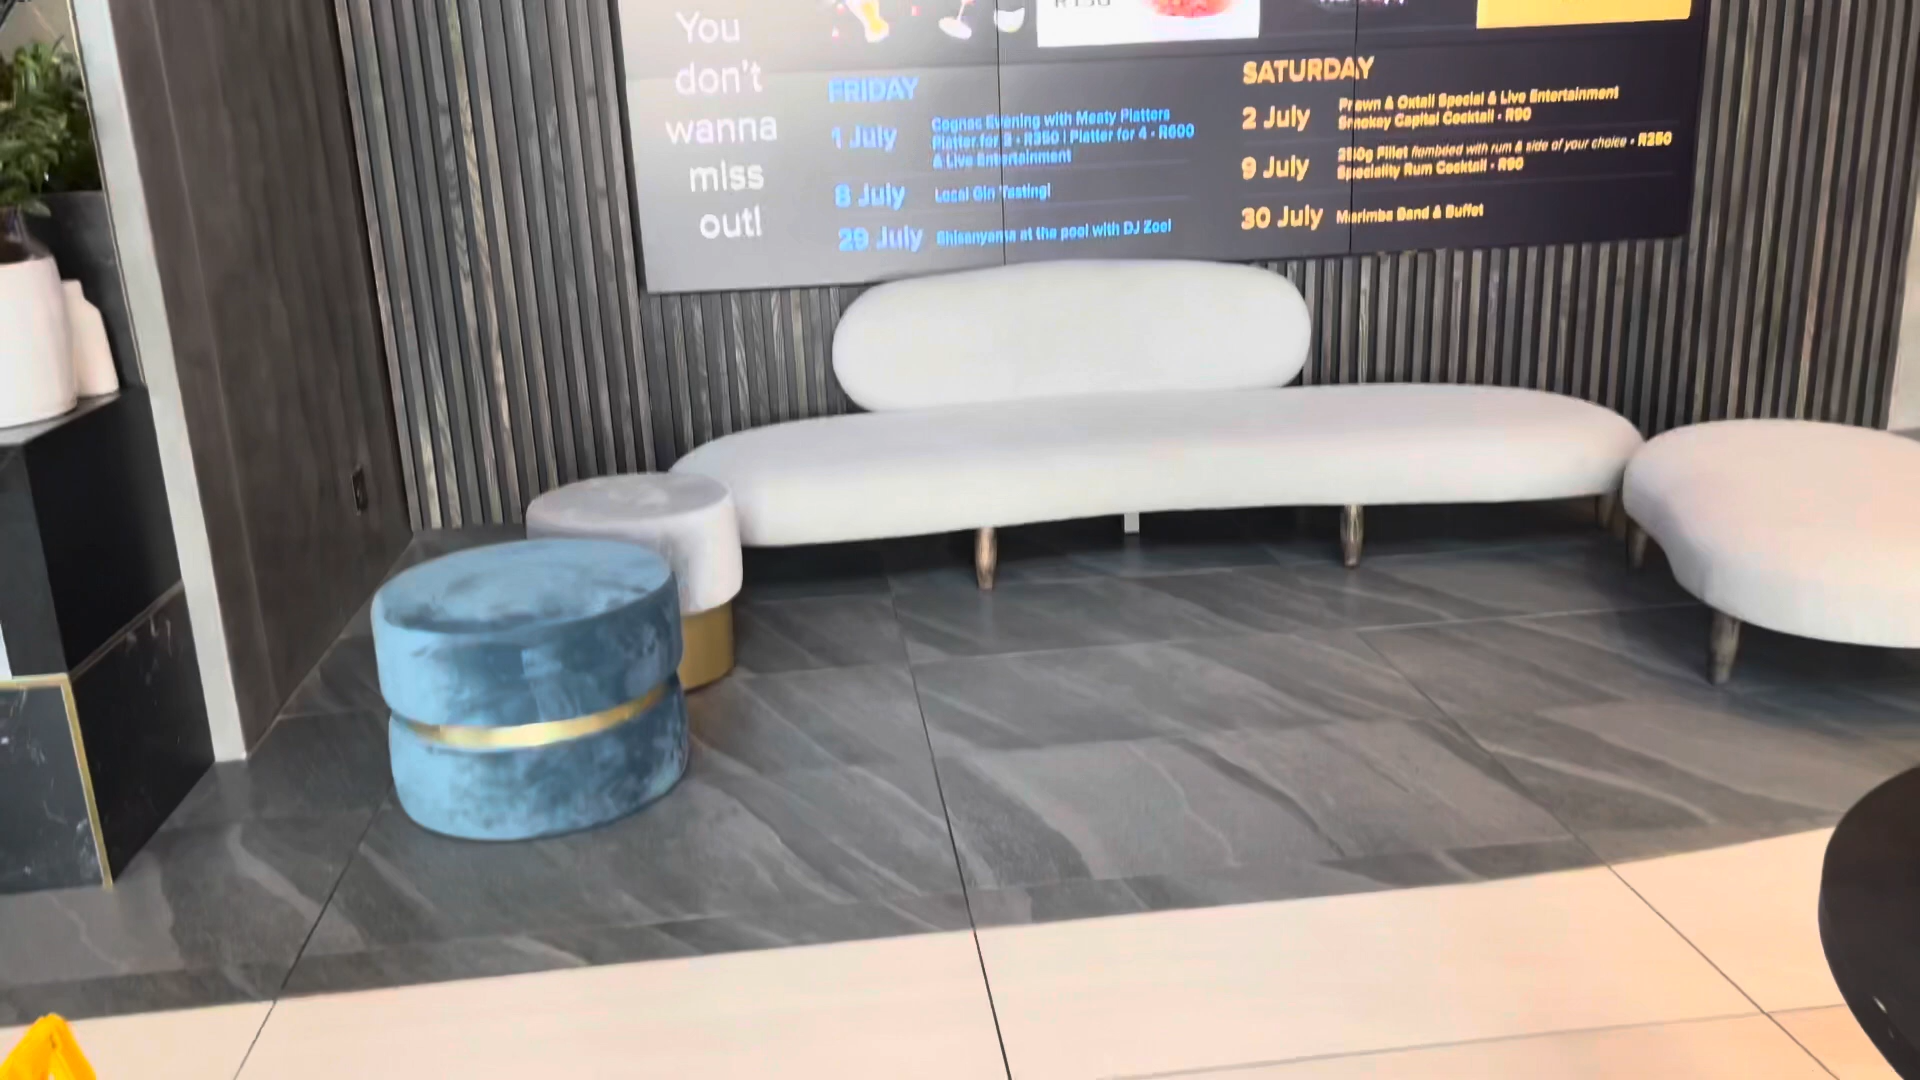 R150
You
don't
wanna
miss
out!
FRIDAY
1 July
Cognac Evening with Meaty Platters
Platter for 2 - R350 | Platter for 4 - R600
& Live Entertainment
8 July
Local Gin Tasting!
29 July
Shisanyama at the pool with DJ Zoel
SATURDAY
2 July
Prawn & Oxtail Special & Live Entertainment
Smokey Capital Cocktail - R90
9 July
250g Fillet flambéed with rum & side of your choice - R250
Speciality Rum Cocktail - R90
30 July
Marimba Band & Buffet